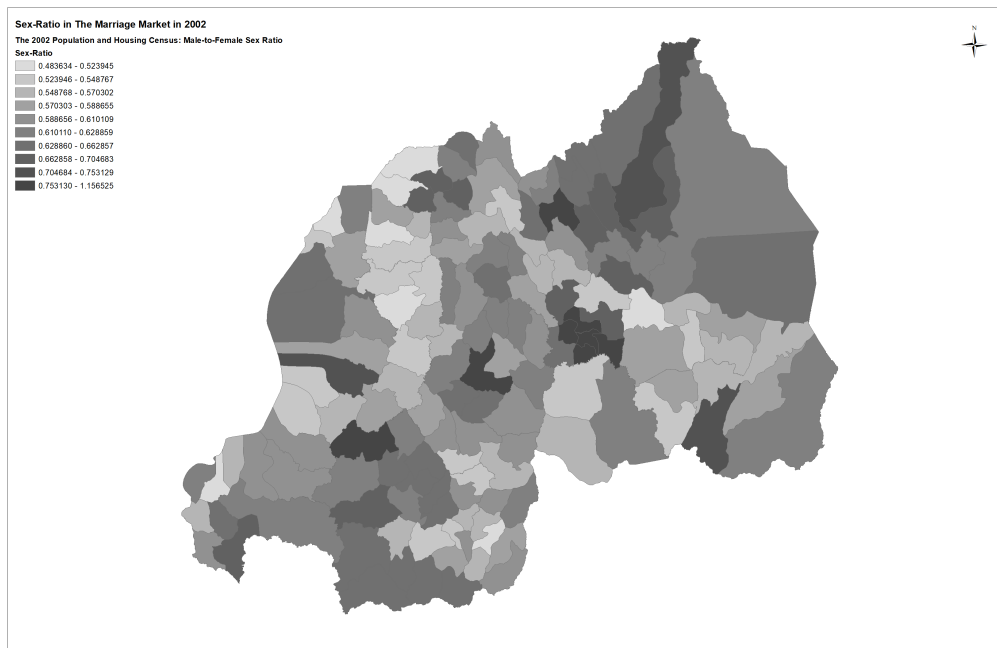 Sex-Ratio in The Marriage Market in 2002
The 2002 Population and Housing Census: Male-to-Female Sex Ratio
Sex-Ratio
0.483634 - 0.523945
0.523946 - 0.548767
0.548768 - 0.570302
0.570303 - 0.588655
0.588656 - 0.610109
0.610110 - 0.628859
0.628860 - 0.662857
0.662858 - 0.704683
0.704684 - 0.753129
0.753130 - 1.156525
N